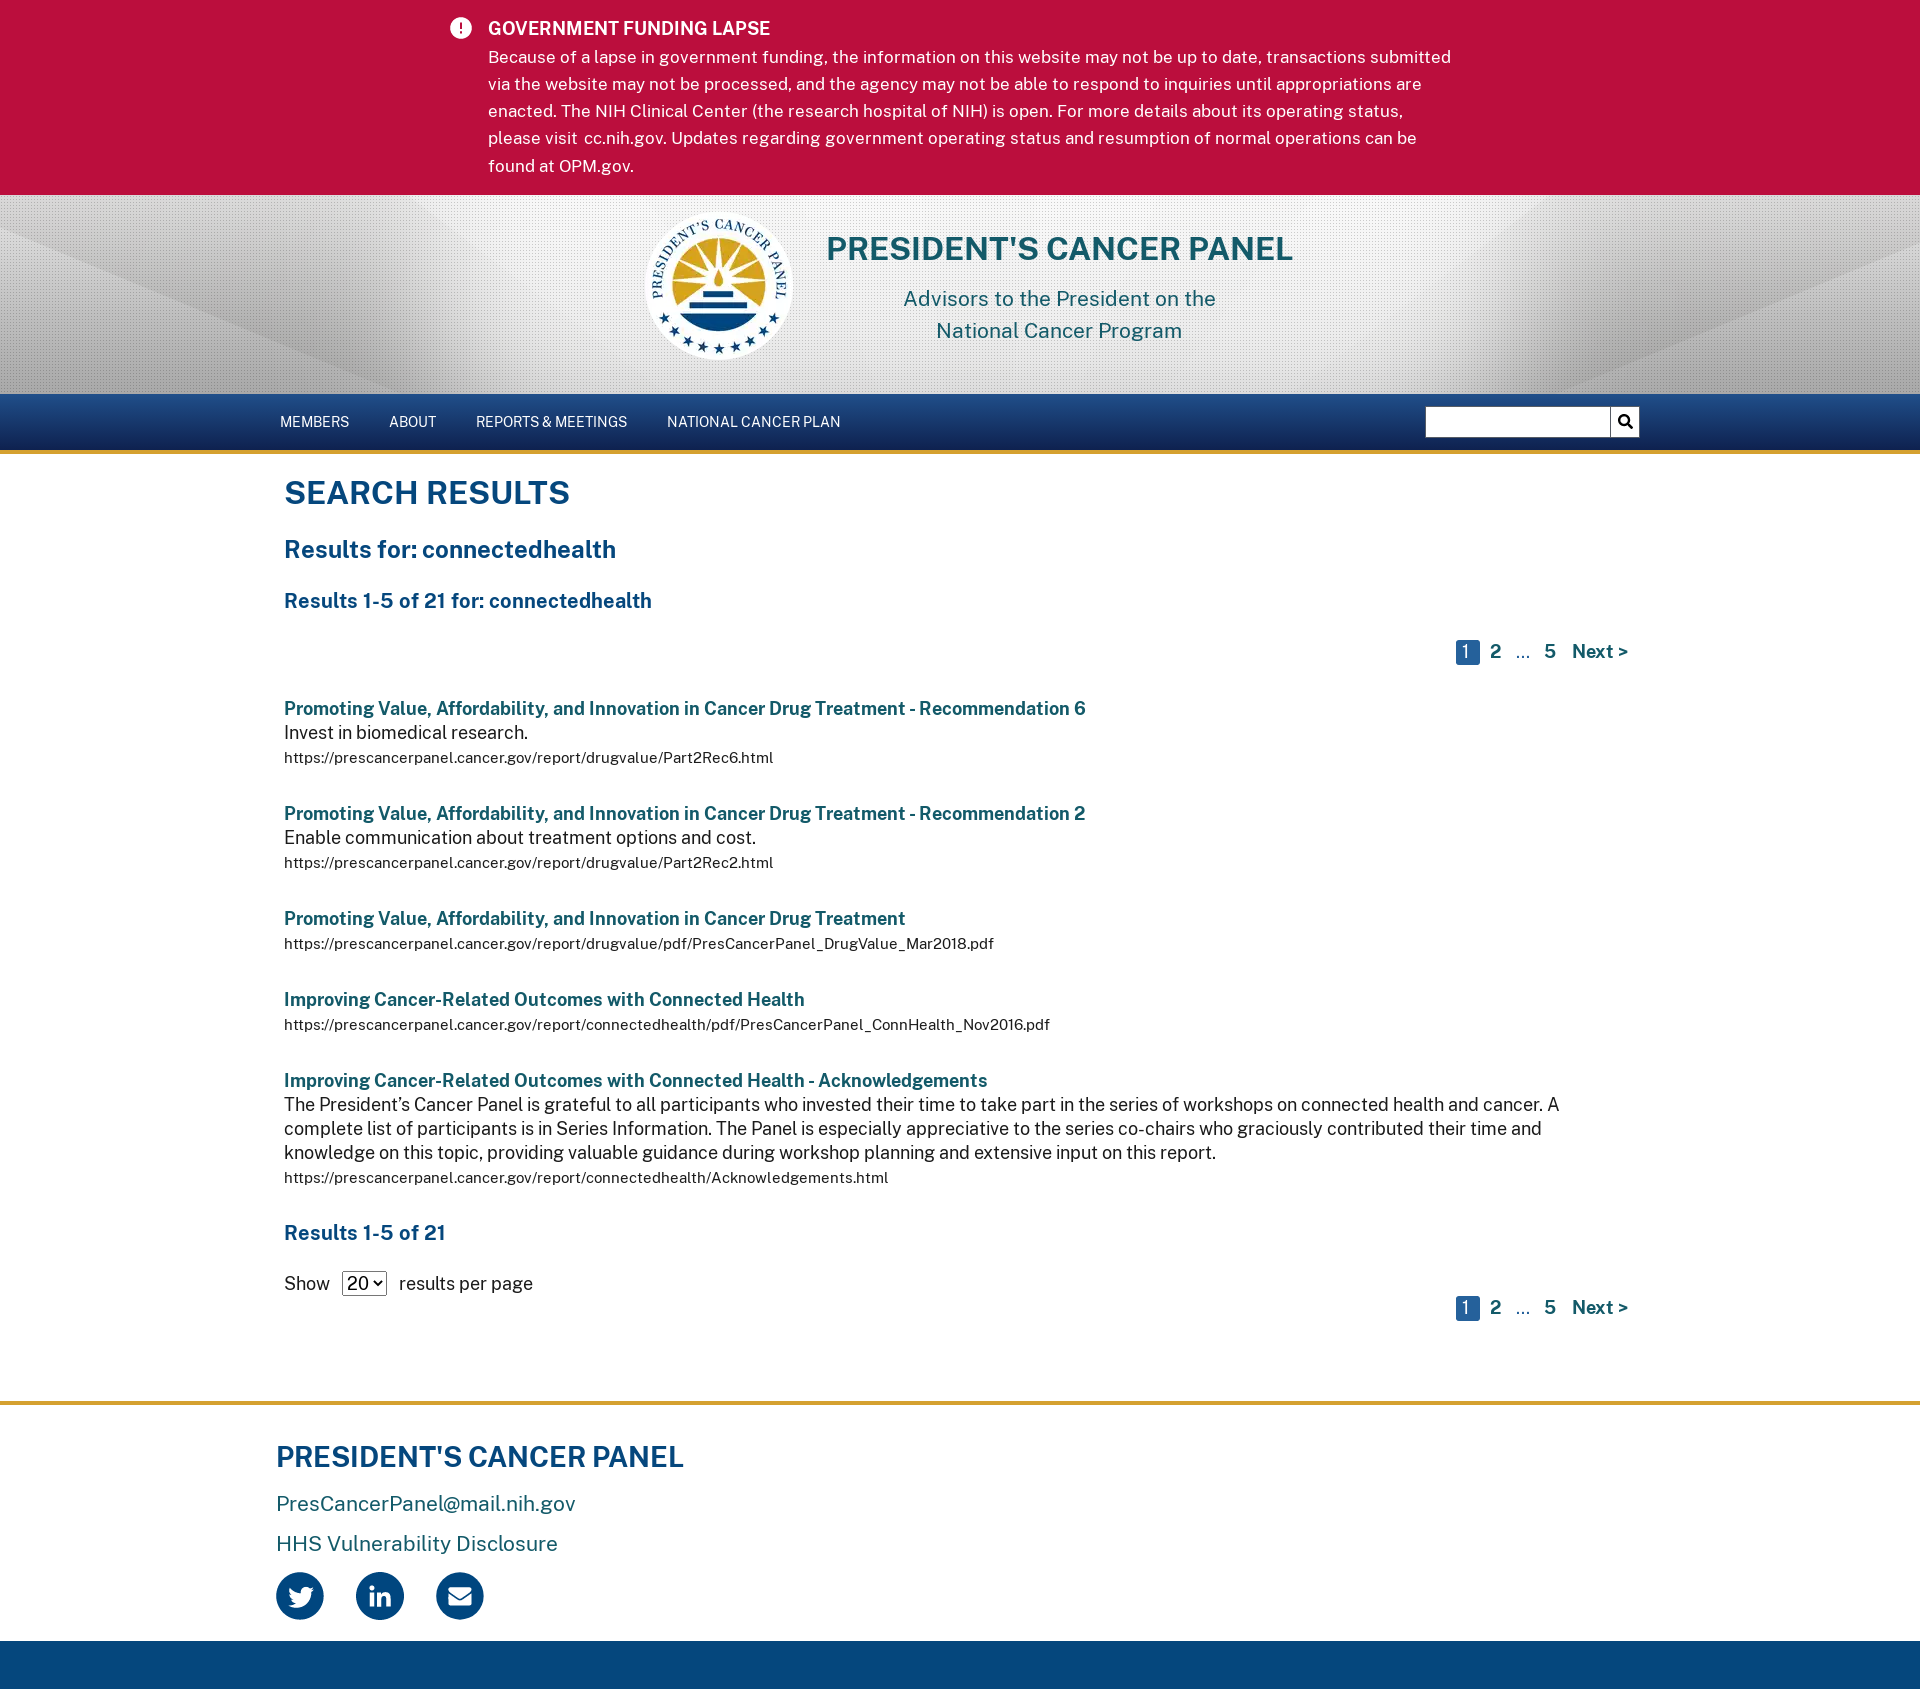 GOVERNMENT FUNDING LAPSE
Because of a lapse in government funding, the information on this website may not be up to date, transactions submitted
via the website may not be processed, and the agency may not be able to respond to inquiries until appropriations are
enacted. The NIH Clinical Center (the research hospital of NIH) is open. For more details about its operating status,
please visit cc.nih.gov. Updates regarding government operating status and resumption of normal operations can be
found at OPM.gov.
PRESIDENT'S CANCER PANEL
PRESIDENT'S CANCER PANEL
Advisors to the President on the
National Cancer Program
MEMBERS ABOUT REPORTS & MEETINGS NATIONAL CANCER PLAN
SEARCH RESULTS
Results for: connectedhealth
Results 1-5 of 21 for: connectedhealth
1 2 ... 5 Next >
Promoting Value, Affordability, and Innovation in Cancer Drug Treatment - Recommendation 6
Invest in biomedical research.
https://prescancerpanel.cancer.gov/report/drugvalue/Part2Rec6.html
Promoting Value, Affordability, and Innovation in Cancer Drug Treatment - Recommendation 2
Enable communication about treatment options and cost.
https://prescancerpanel.cancer.gov/report/drugvalue/Part2Rec2.html
Promoting Value, Affordability, and Innovation in Cancer Drug Treatment
https://prescancerpanel.cancer.gov/report/drugvalue/pdf/PresCancerPanel_DrugValue_Mar2018.pdf
Improving Cancer-Related Outcomes with Connected Health
https://prescancerpanel.cancer.gov/report/connectedhealth/pdf/PresCancerPanel_ConnHealth_Nov2016.pdf
Improving Cancer-Related Outcomes with Connected Health - Acknowledgements
The President’s Cancer Panel is grateful to all participants who invested their time to take part in the series of workshops on connected health and cancer. A
complete list of participants is in Series Information. The Panel is especially appreciative to the series co-chairs who graciously contributed their time and
knowledge on this topic, providing valuable guidance during workshop planning and extensive input on this report.
https://prescancerpanel.cancer.gov/report/connectedhealth/Acknowledgements.html
Results 1-5 of 21
Show 20 results per page
1 2 ... 5 Next >
PRESIDENT'S CANCER PANEL
PresCancerPanel@mail.nih.gov
HHS Vulnerability Disclosure